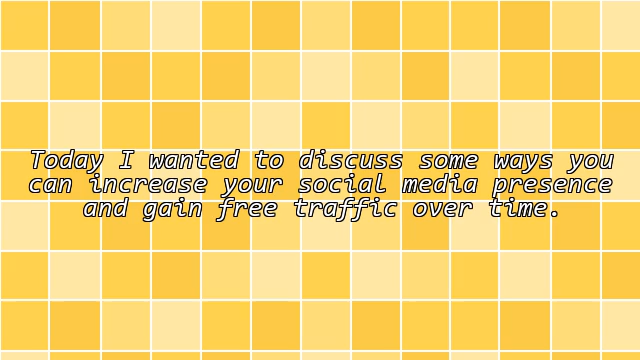 Today I wanted to discuss some ways you
can increase your social media presence
and gain free traffic over time.